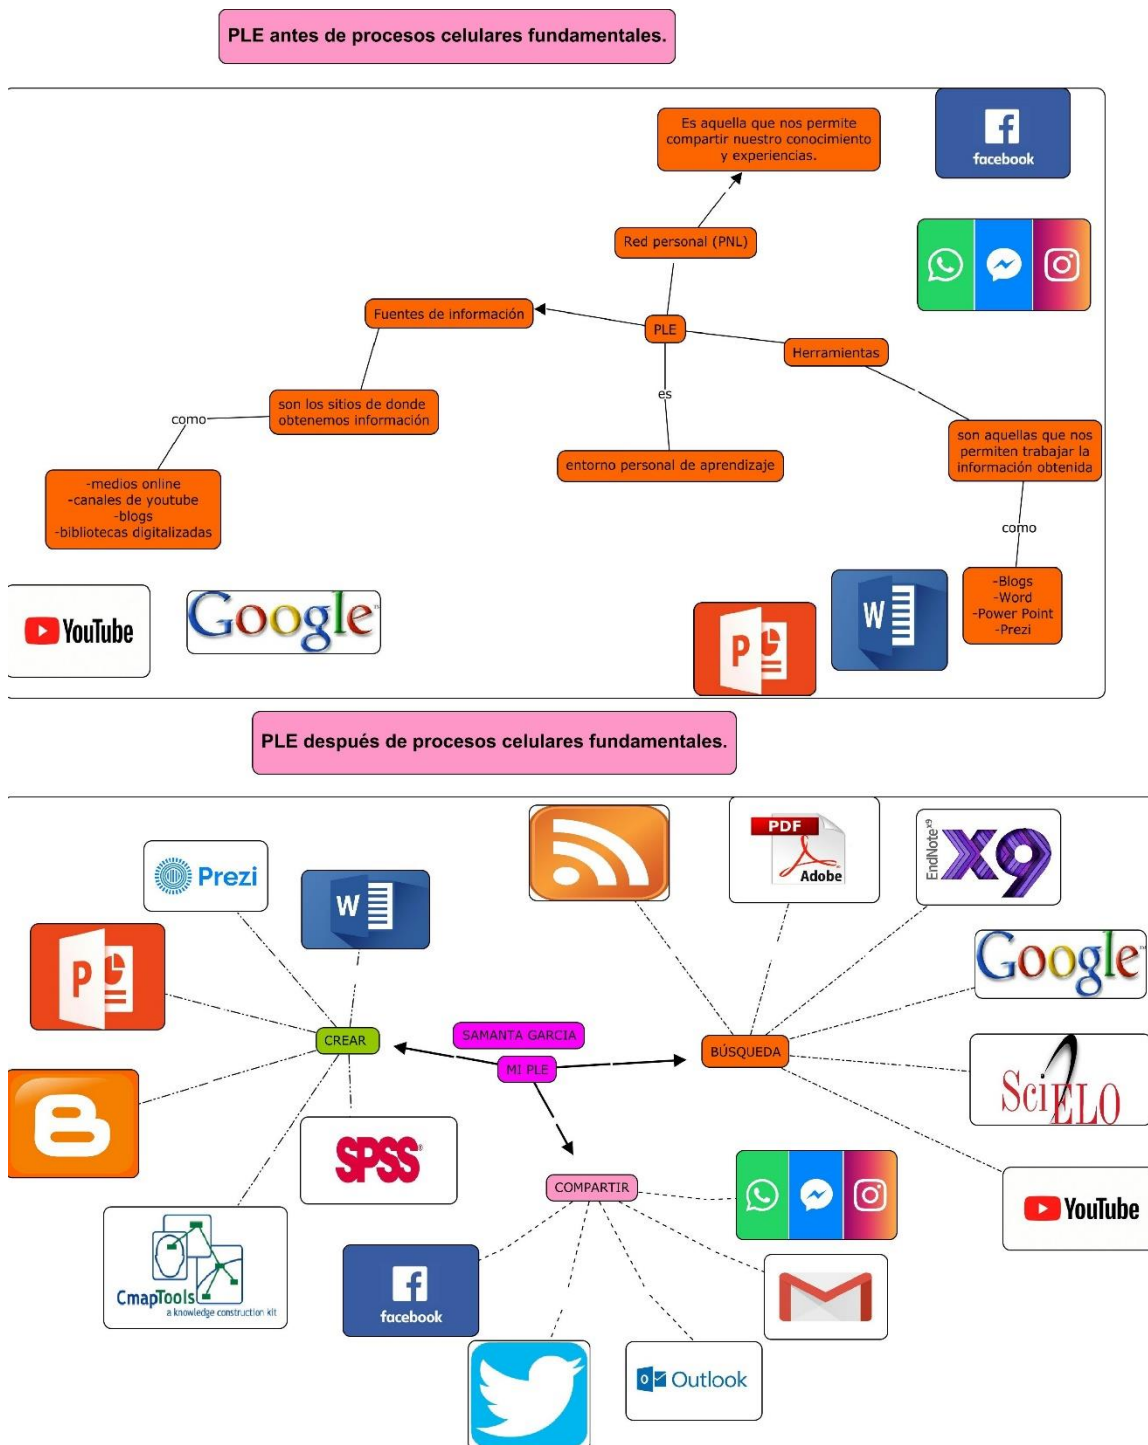 PLE antes de procesos celulares fundamentales.
Es aquella que nos permite
compartir nuestro conocimiento
y experiencias.
facebook
Red personal (PNL)
Fuentes de información
PLE
Herramientas
es
son los sitios de donde
obtenemos información
como
son aquellas que nos
permiten trabajar la
información obtenida
entorno personal de aprendizaje
-medios online
-canales de youtube
-blogs
-bibliotecas digitalizadas
como
-Blogs
-Word
-Power Point
-Prezi
YouTube
Google
P
W
PLE después de procesos celulares fundamentales.
Prezi
W
PDF
Adobe
EndNote x9
X9
P
Google
CREAR
SAMANTA GARCIA
MI PLE
BÚSQUEDA
SciELO
B
SPSS
COMPARTIR
YouTube
CmapTools
a knowledge construction kit
facebook
Outlook